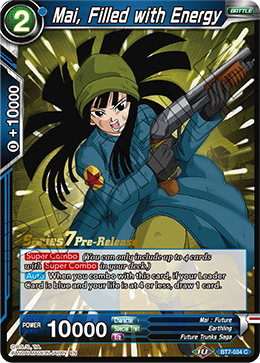 2
Mai, Filled with Energy
BATTLE
+10000
SERIES 7 Pre-Release
Super Combo (You can only include up to 4 cards
with Super Combo in your deck.)
Auto When you combo with this card, if your Leader
Card is blue and your life is at 4 or less, draw 1 card.
POWER 10000
Character Mai : Future
Special Trait Earthling
Era Future Trunks Saga
BT7-034 C